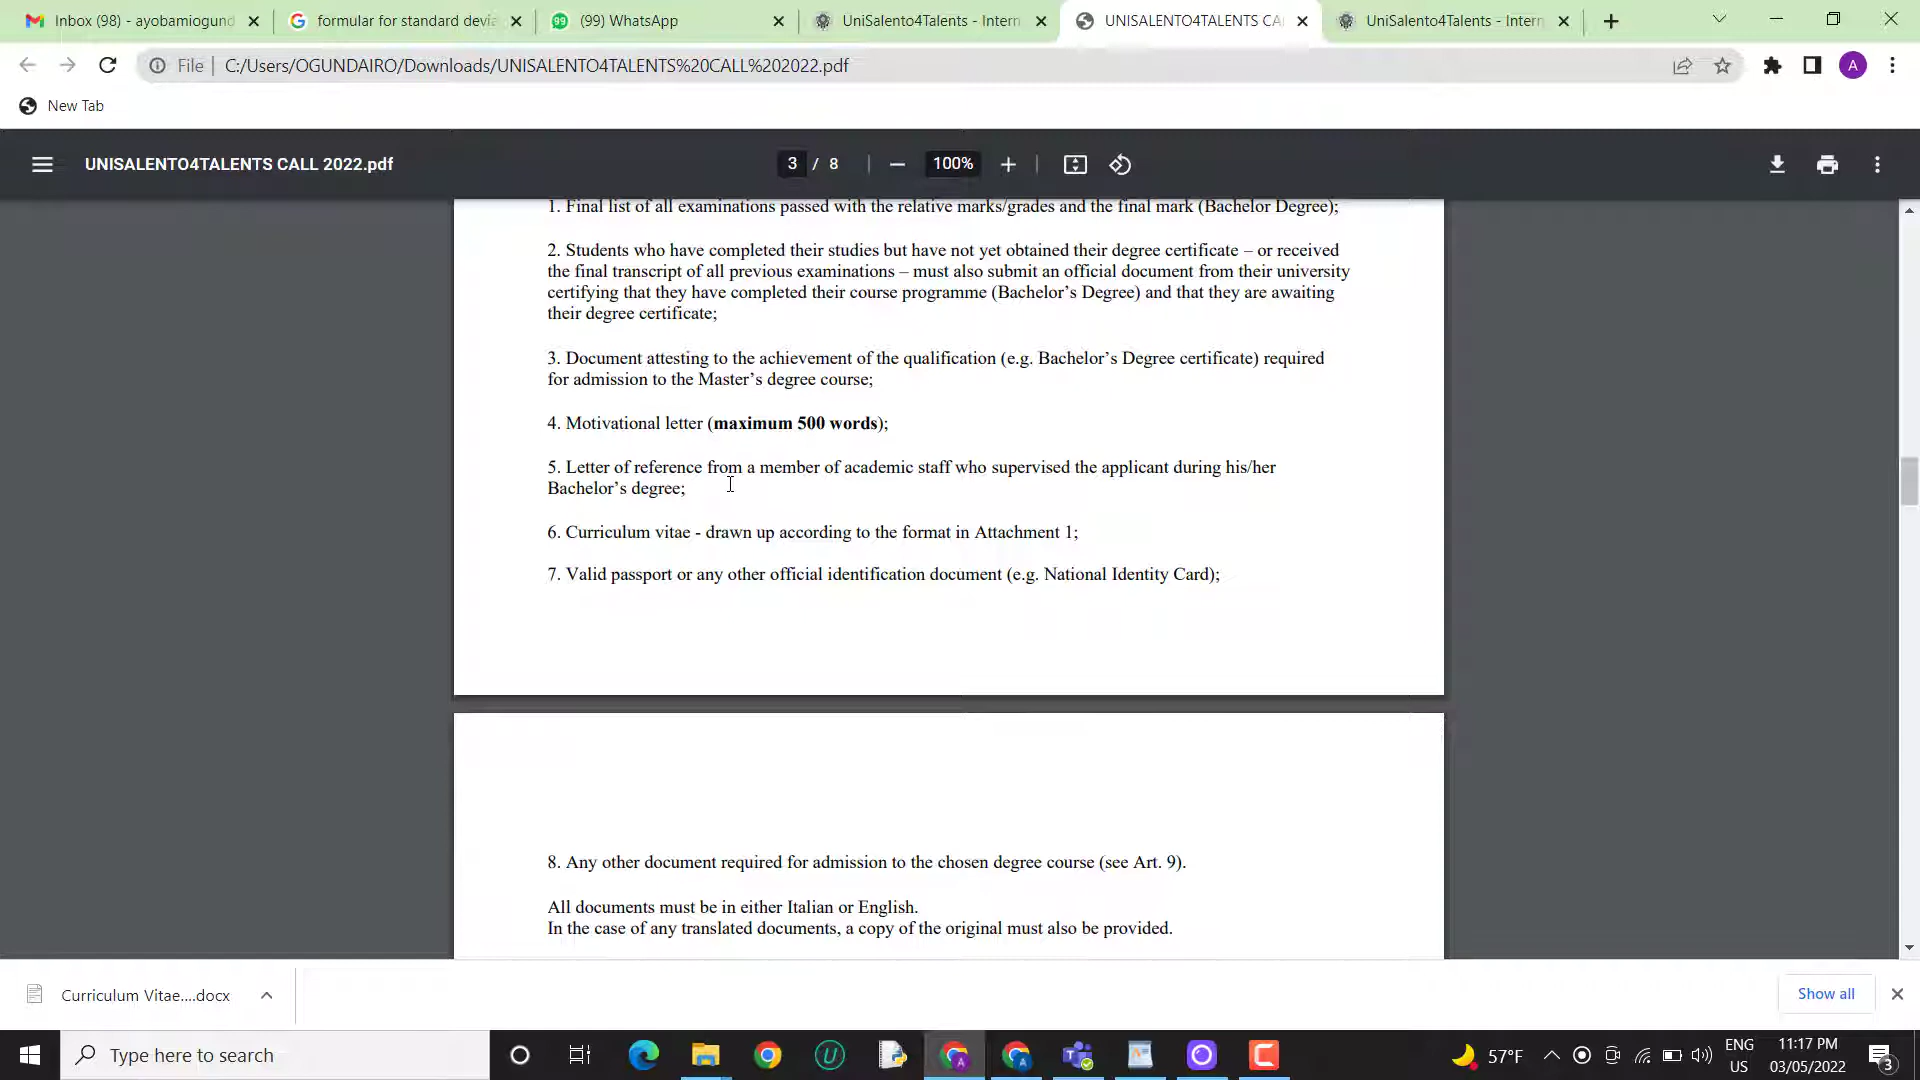 Inbox (98) - ayobamiogund
formular for standard devia
99
(99) WhatsApp
UniSalento4Talents - Intern
UNISALENTO4TALENTS CA
UniSalento4Talents - Intern
File
C:/Users/OGUNDAIRO/Downloads/UNISALENTO4TALENTS%20CALL%202022.pdf
A
New Tab
UNISALENTO4TALENTS CALL 2022.pdf
3 / 8
100%
1. Final list of all examinations passed with the relative marks/grades and the final mark (Bachelor Degree);
2. Students who have completed their studies but have not yet obtained their degree certificate – or received
the final transcript of all previous examinations – must also submit an official document from their university
certifying that they have completed their course programme (Bachelor’s Degree) and that they are awaiting
their degree certificate;
3. Document attesting to the achievement of the qualification (e.g. Bachelor’s Degree certificate) required
for admission to the Master’s degree course;
4. Motivational letter (maximum 500 words);
5. Letter of reference from a member of academic staff who supervised the applicant during his/her
Bachelor’s degree;
6. Curriculum vitae - drawn up according to the format in Attachment 1;
7. Valid passport or any other official identification document (e.g. National Identity Card);
8. Any other document required for admission to the chosen degree course (see Art. 9).
All documents must be in either Italian or English.
In the case of any translated documents, a copy of the original must also be provided.
Curriculum Vitae....docx
Show all
Type here to search
57°F
ENG
US
11:17 PM
03/05/2022
3